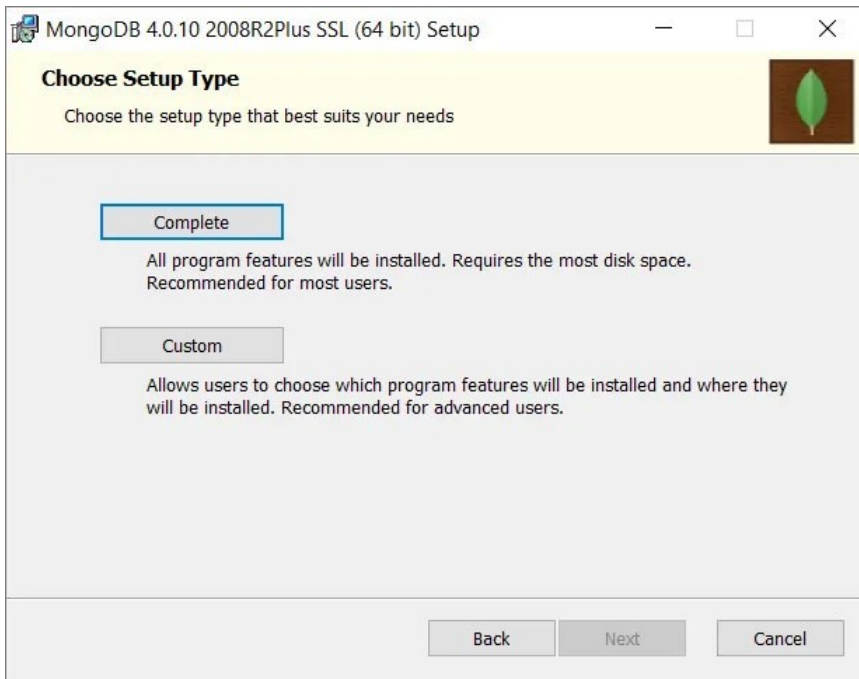 MongoDB 4.0.10 2008R2Plus SSL (64 bit) Setup
Choose Setup Type
Choose the setup type that best suits your needs
Complete
All program features will be installed. Requires the most disk space.
Recommended for most users.
Custom
Allows users to choose which program features will be installed and where they
will be installed. Recommended for advanced users.
Back
Next
Cancel